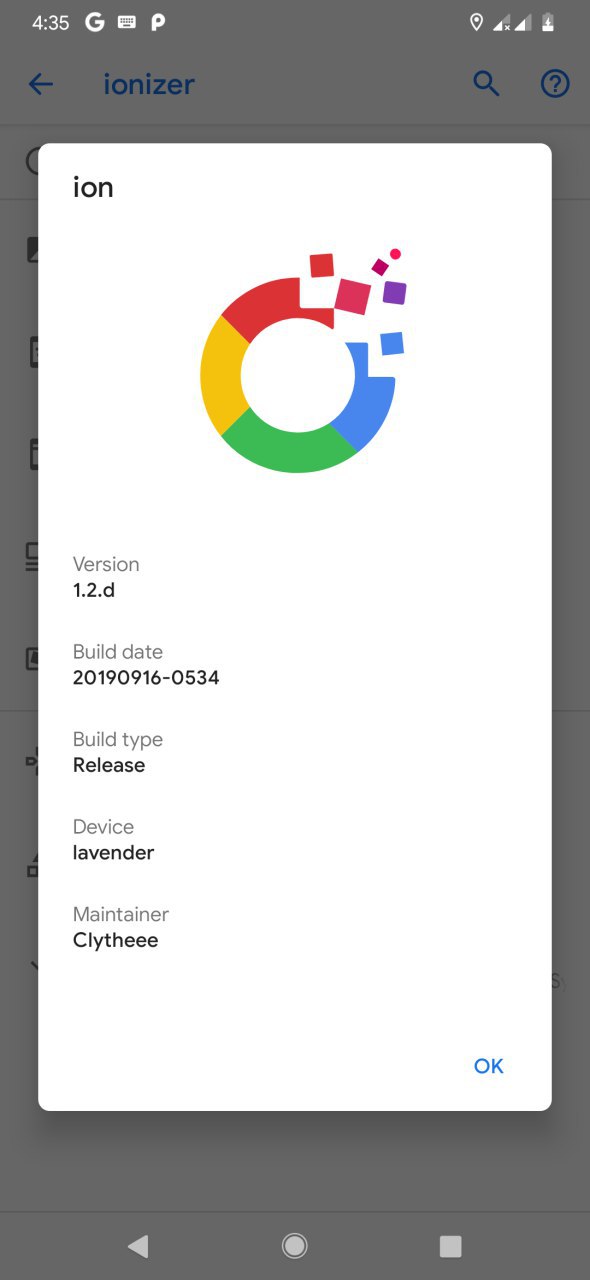 4:35
ionizer
ion
Version
1.2.d
Build date
20190916-0534
Build type
Release
Device
lavender
Maintainer
Clytheee
OK